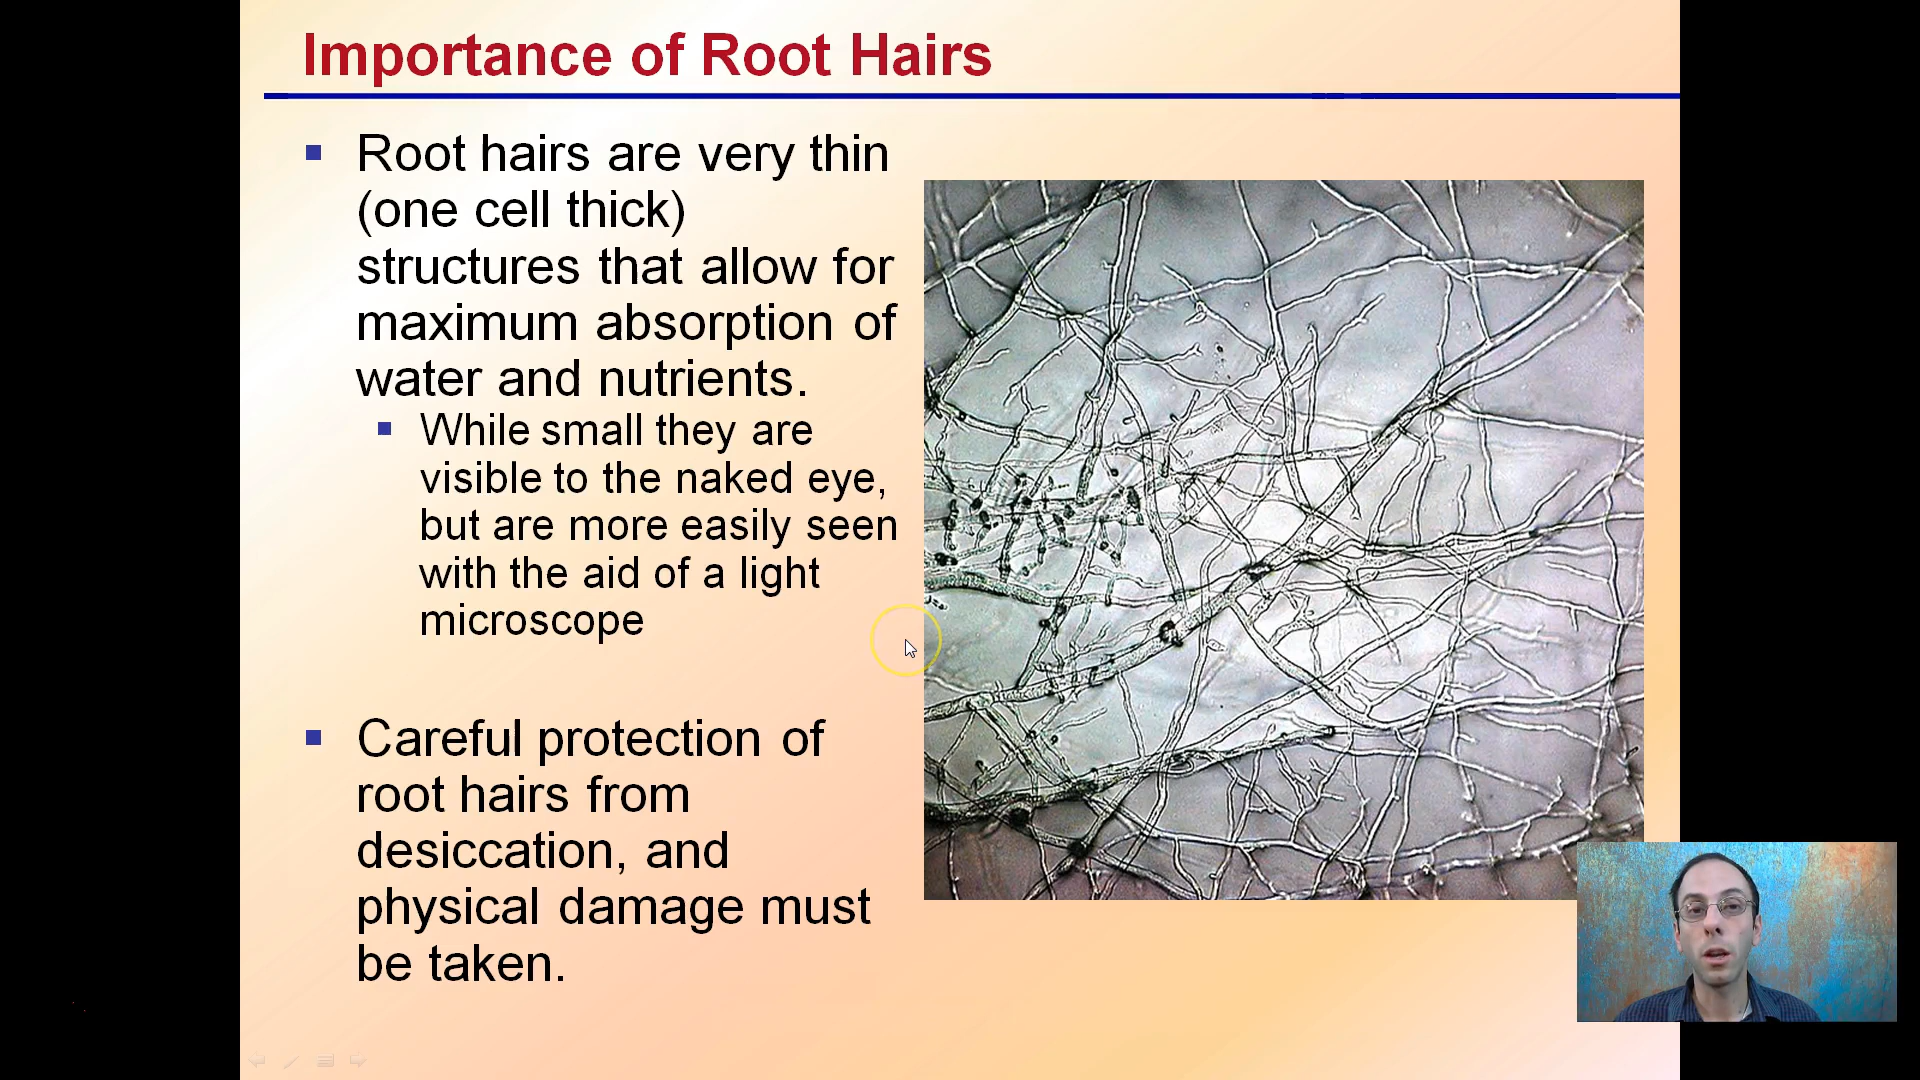 Importance of Root Hairs
Root hairs are very thin
(one cell thick)
structures that allow for
maximum absorption of
water and nutrients.
While small they are
visible to the naked eye,
but are more easily seen
with the aid of a light
microscope
Careful protection of
root hairs from
desiccation, and
physical damage must
be taken.